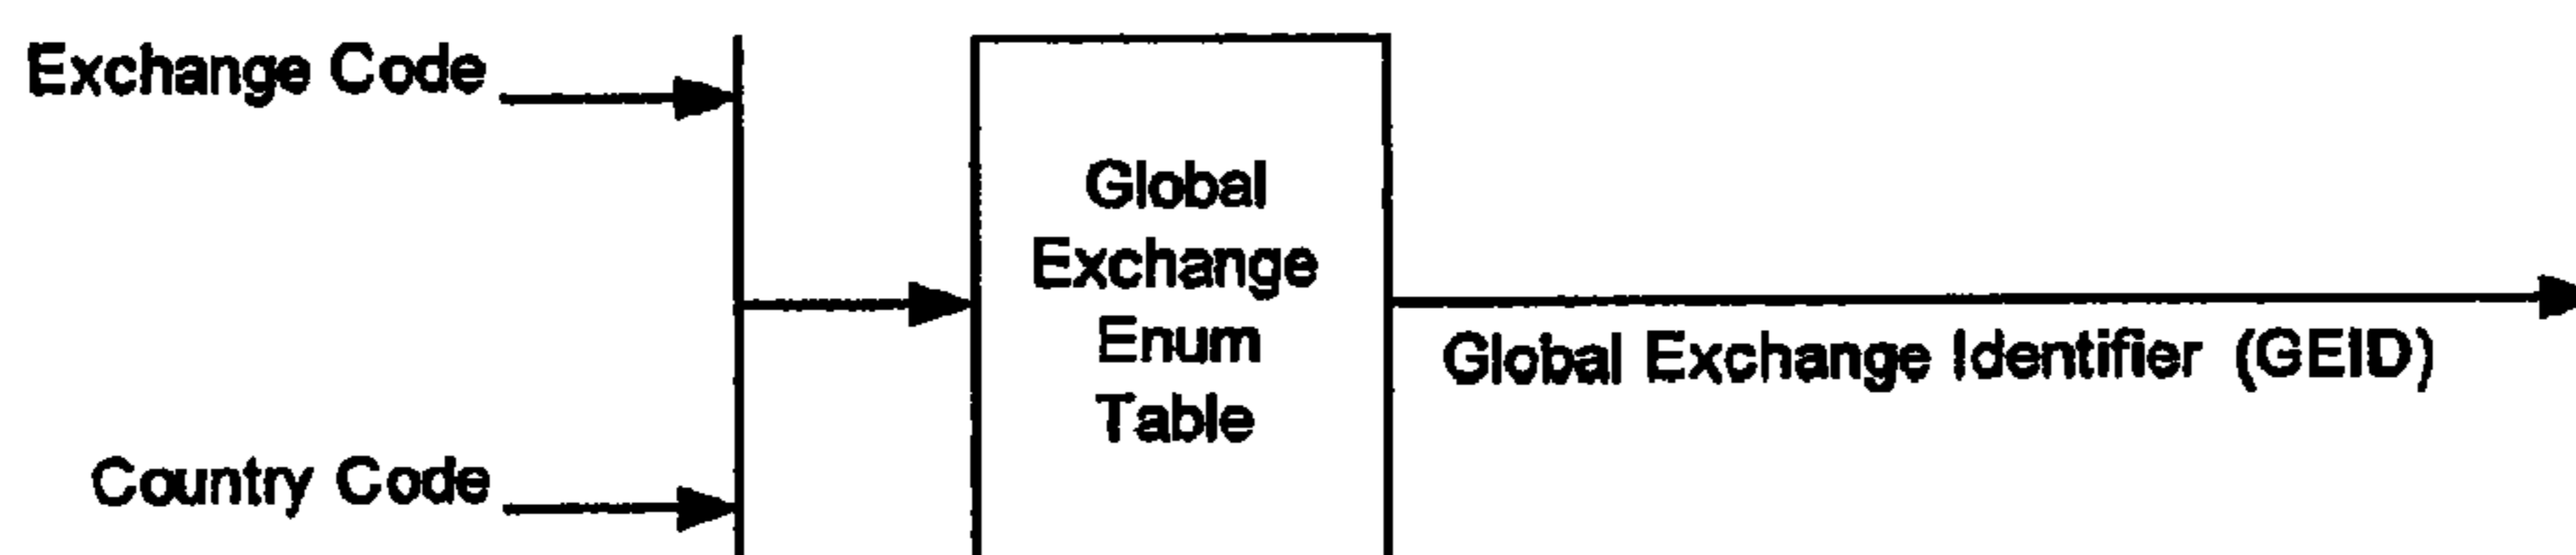 Exchange Code
Global
Exchange
Enum
Table
Global Exchange Identifier (GEID)
Country Code